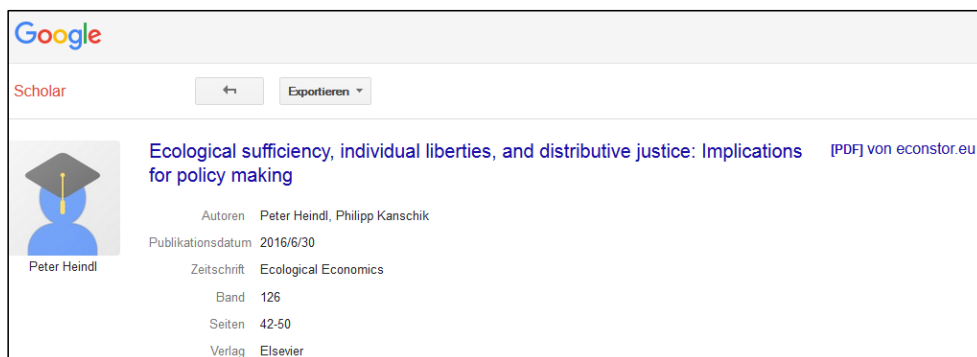 Google
Scholar
Exportieren
Ecological sufficiency, individual liberties, and distributive justice: Implications
for policy making
[PDF] von econstor.eu
Peter Heindl
Autoren Peter Heindl, Philipp Kanschik
Publikationsdatum 2016/6/30
Zeitschrift Ecological Economics
Band 126
Seiten 42-50
Verlag Elsevier